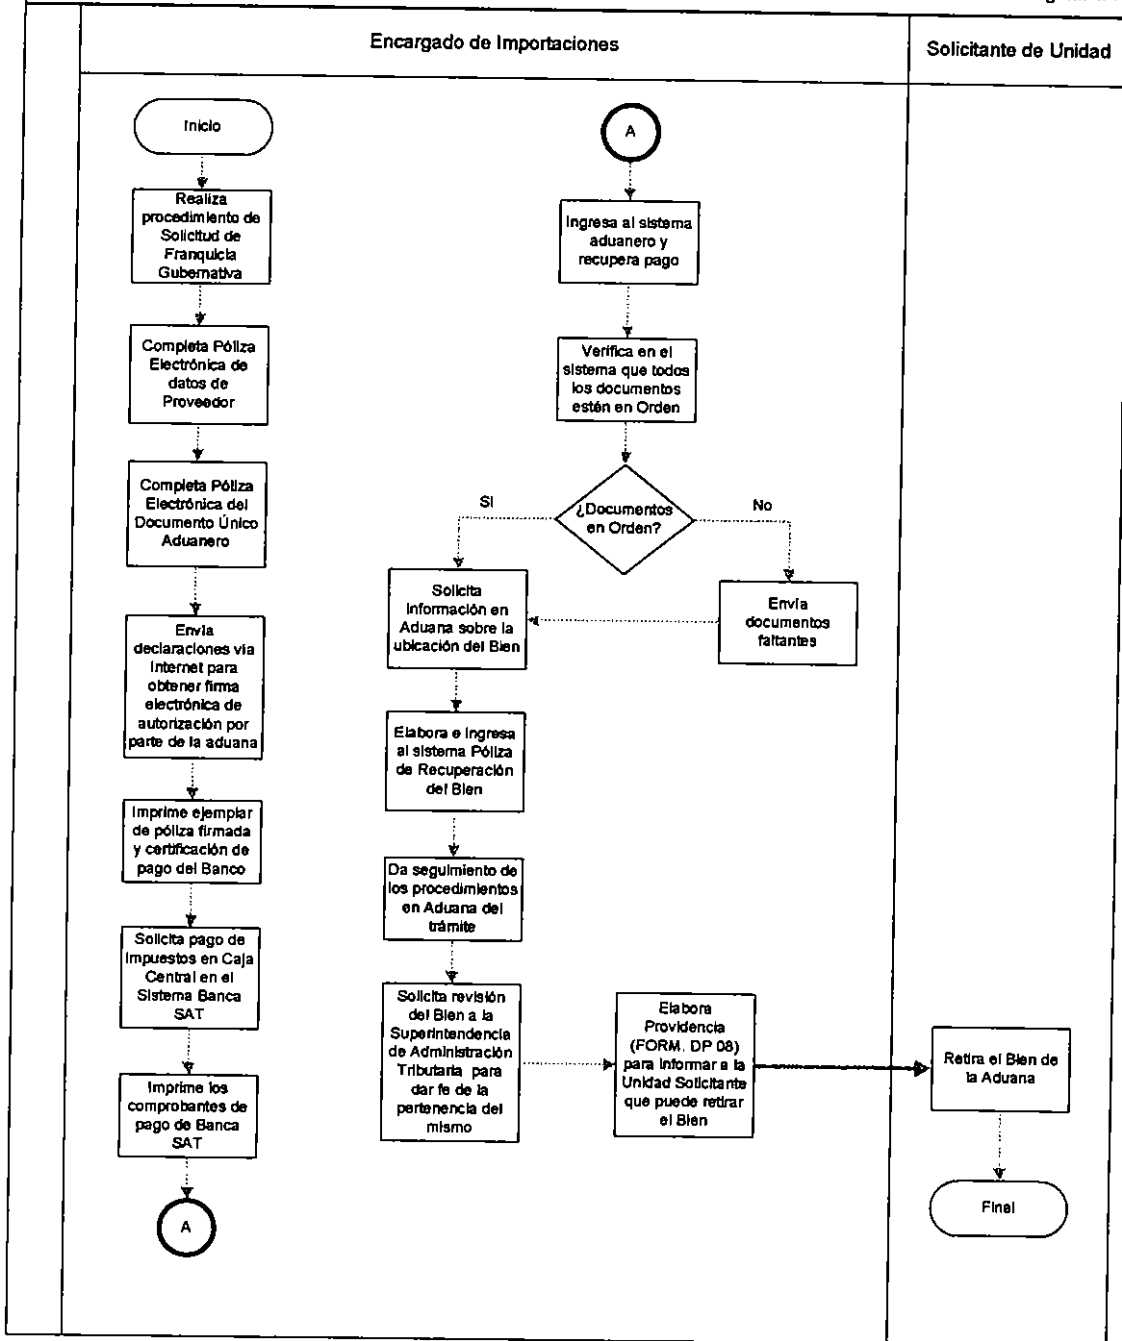 Encargado de Importaciones
Solicitante de Unidad
Inicio
Realiza
procedimiento de
Solicitud de
Franquicia
Gubernativa
Completa Póliza
Electrónica de
datos de
Proveedor
Completa Póliza
Electrónica del
Documento Único
Aduanero
Envía
declaraciones vía
Internet para
obtener firma
electrónica de
autorización por
parte de la aduana
Imprime ejemplar
de póliza firmada
y certificación de
pago del Banco
Solicita pago de
Impuestos en Caja
Central en el
Sistema Banca
SAT
Imprime los
comprobantes de
pago de Banca
SAT
A
A
Ingresa al sistema
aduanero y
recupera pago
Verifica en el
sistema que todos
los documentos
estén en Orden
¿Documentos
en Orden?
SI
No
Envía
documentos
faltantes
Solicita
Información en
Aduana sobre la
ubicación del Bien
Elabora e Ingresa
al sistema Póliza
de Recuperación
del Bien
Da seguimiento de
los procedimientos
en Aduana del
trámite
Solicita revisión
del Bien a la
Superintendencia
de Administración
Tributaria para
dar fe de la
pertenencia del
mismo
Elabora
Providencia
(FORM. DP 08)
para Informar a la
Unidad Solicitante
que puede retirar
el Bien
Retira el Bien de
la Aduana
Final